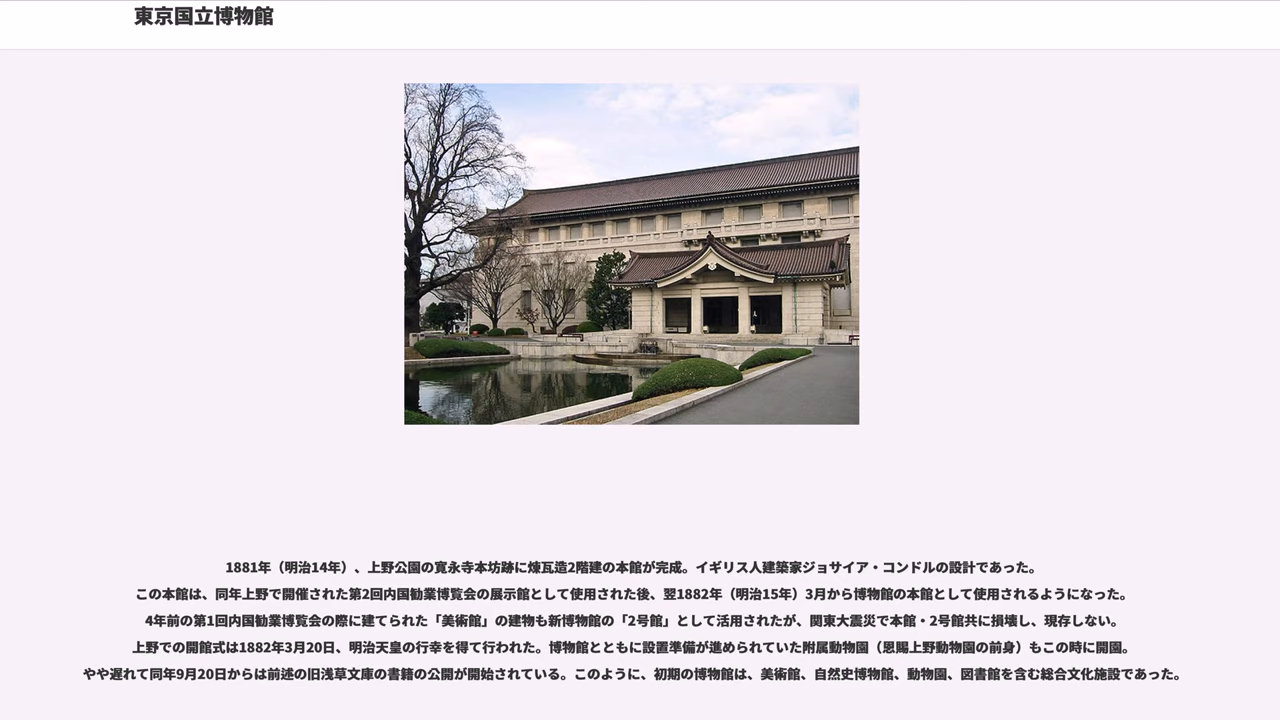 東京国立博物館
1881年（明治14年）、上野公園の寛永寺本坊跡に煉瓦造2階建の本館が完成。イギリス人建築家ジョサイア・コンドルの設計であった。
この本館は、同年上野で開催された第2回内国勧業博覧会の展示館として使用された後、翌1882年（明治15年）3月から博物館の本館として使用されるようになった。
4年前の第1回内国勧業博覧会の際に建てられた「美術館」の建物も新博物館の「2号館」として活用されたが、関東大震災で本館・2号館共に損壊し、現存しない。
上野での開館式は1882年3月20日、明治天皇の行幸を得て行われた。博物館とともに設置準備が進められていた附属動物園（恩賜上野動物園の前身）もこの時に開園。
やや遅れて同年9月20日からは前述の旧浅草文庫の書籍の公開が開始されている。このように、初期の博物館は、美術館、自然史博物館、動物園、図書館を含む総合文化施設であった。